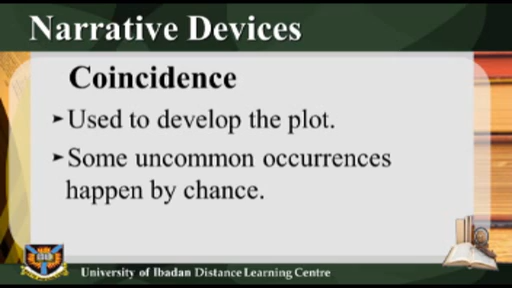 Narrative Devices
Coincidence
➢Used to develop the plot.
➢Some uncommon occurrences
happen by chance.
University of Ibadan Distance Learning Centre